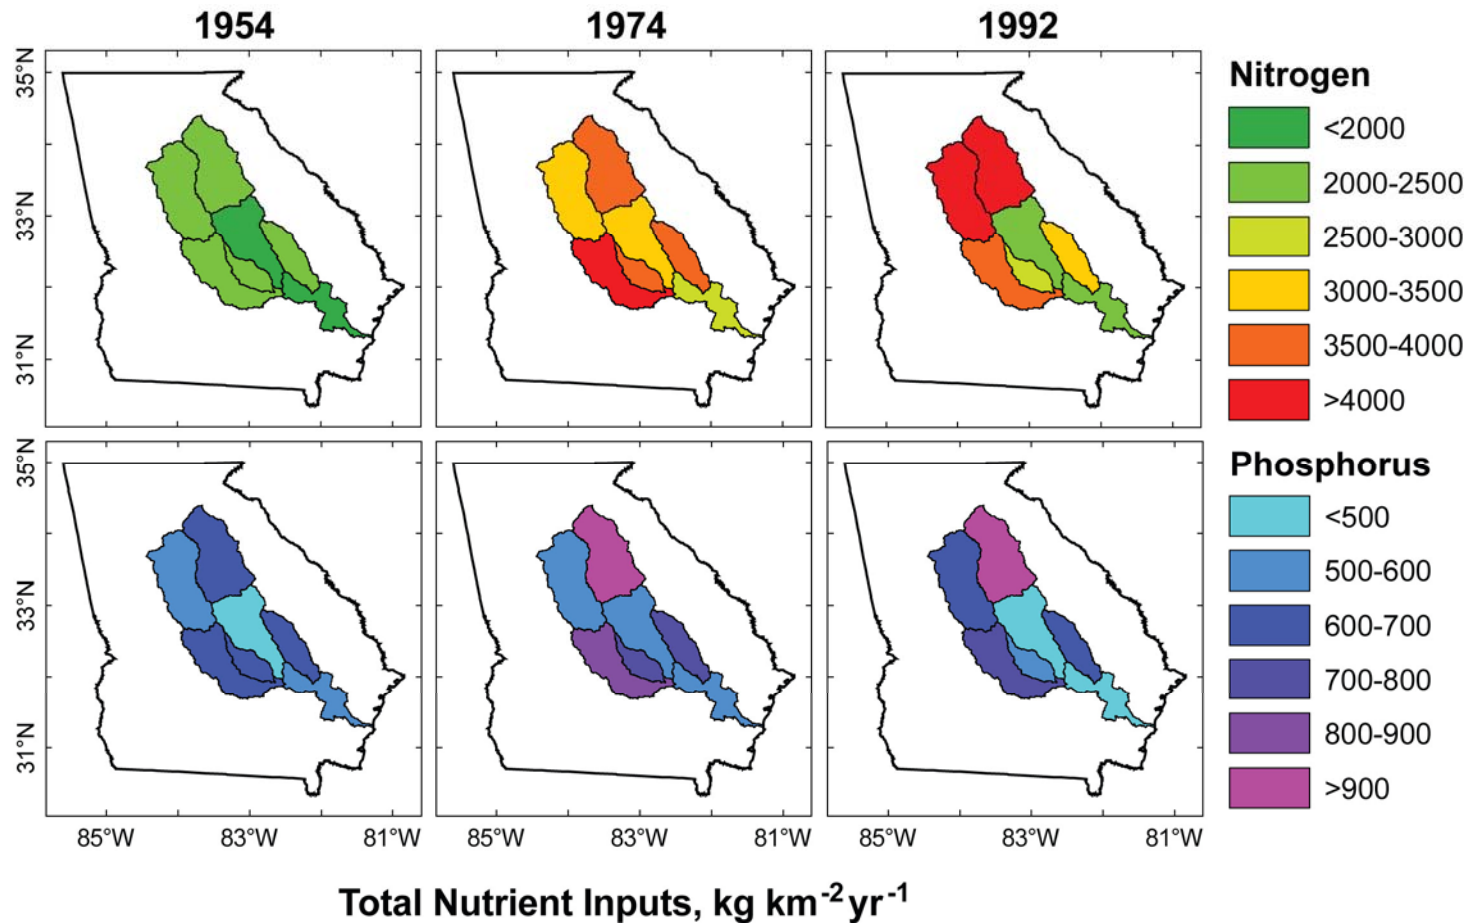 1954 1974 1992
35°N
33°N
31°N
Nitrogen
<2000
2000-2500
2500-3000
3000-3500
3500-4000
>4000
35°N
33°N
31°N
Phosphorus
<500
500-600
600-700
700-800
800-900
>900
85°W 83°W 81°W 85°W 83°W 81°W 85°W 83°W 81°W
Total Nutrient Inputs, kg km-2 yr-1